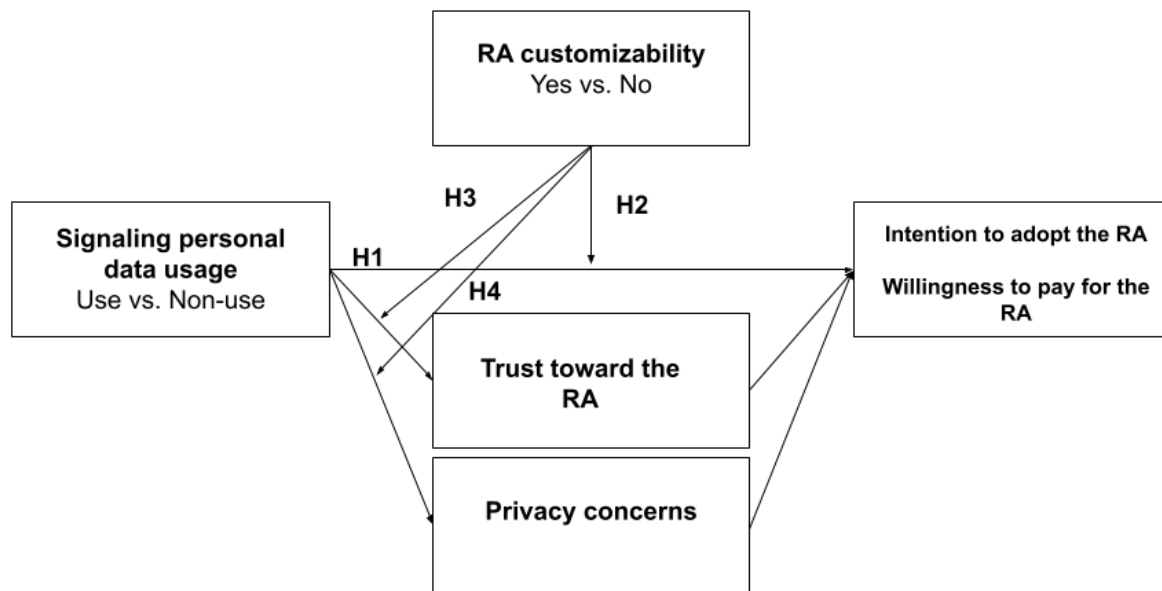 RA customizability
Yes vs. No
H3
H2
Signaling personal
data usage
Use vs. Non-use
H1
H4
Intention to adopt the RA
Willingness to pay for the
RA
Trust toward the
RA
Privacy concerns